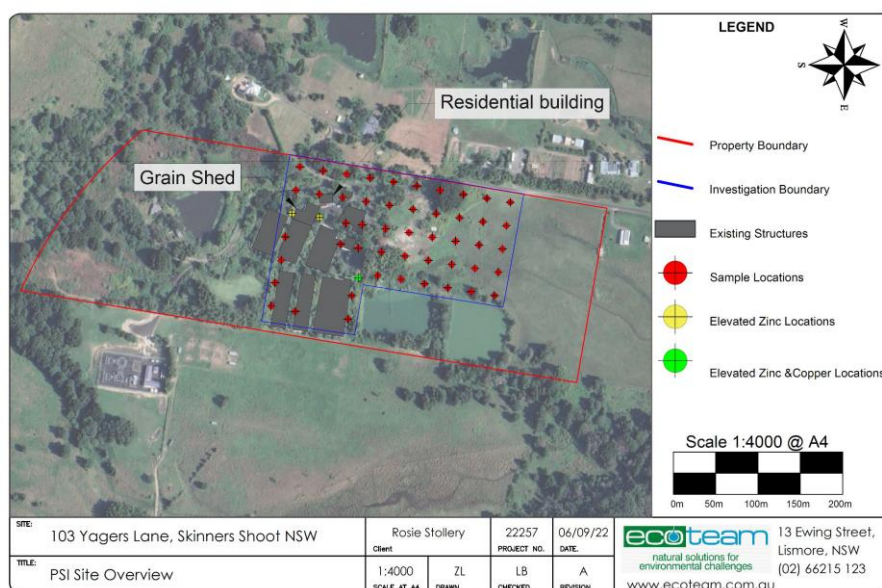 Residential building
Grain Shed
LEGEND
W
S
E
Property Boundary
Investigation Boundary
Existing Structures
Sample Locations
Elevated Zinc Locations
Elevated Zinc &Copper Locations
Scale 1:4000 @ A4
0m 50m 100m 150m 200m
SITE:
103 Yagers Lane, Skinners Shoot NSW
Rosie Stollery
Client
22257
PROJECT NO.
06/09/22
DATE.
TITLE:
PSI Site Overview
1:4000
SCALE AT A4
ZL
DRAWN
LB
CHECKED
A
REVISION
ecoteam
natural solutions for
environmental challenges
www.ecoteam.com.au
13 Ewing Street,
Lismore, NSW
(02) 66215 123